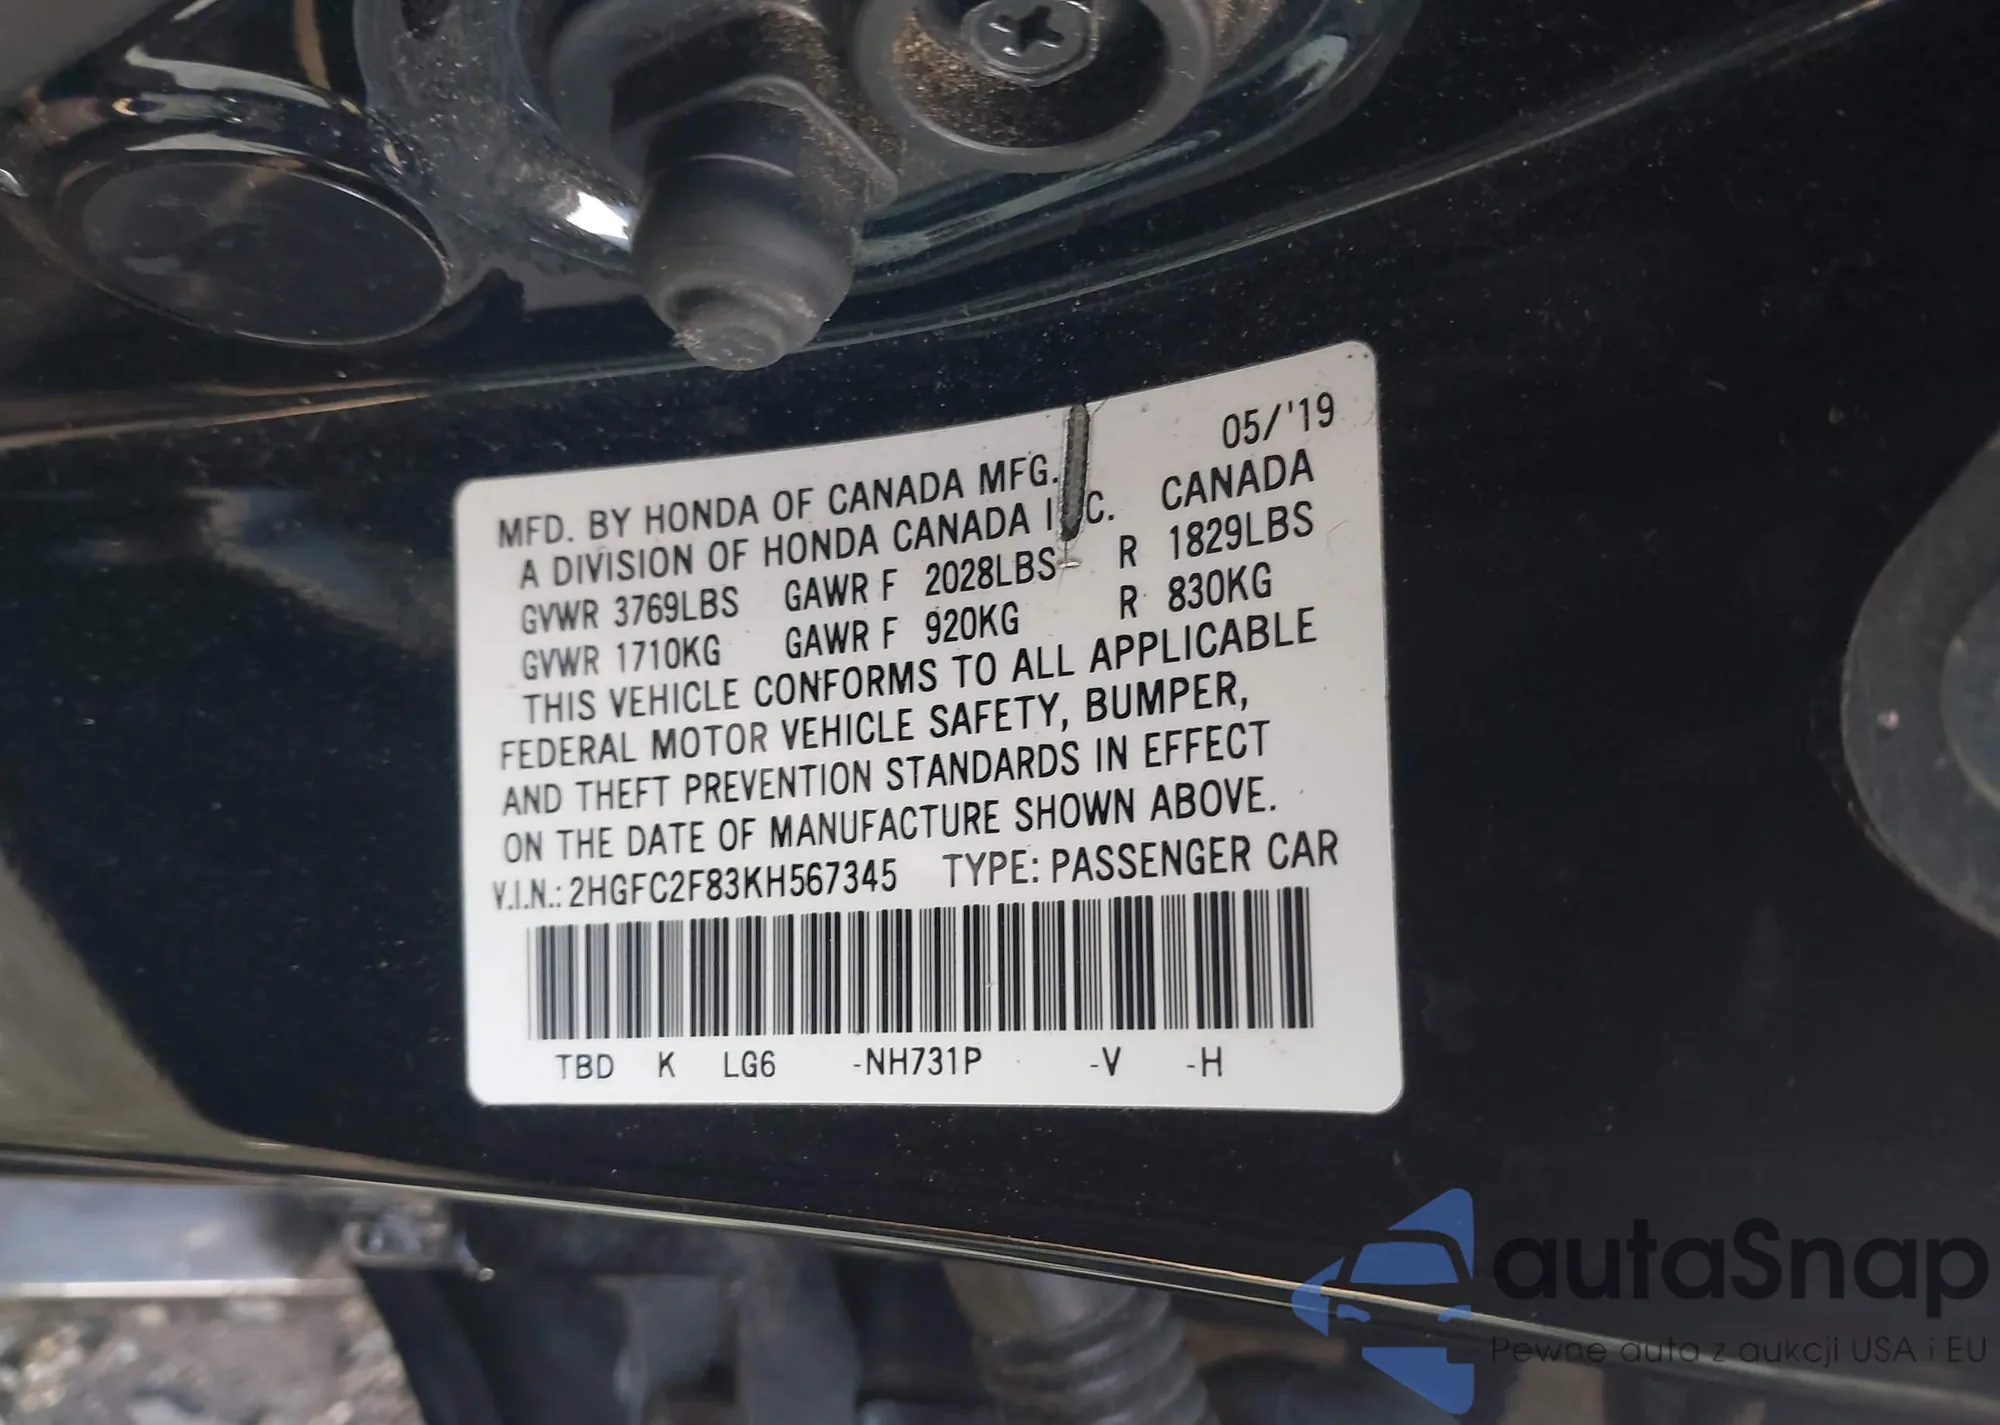 05/'19
MFD. BY HONDA OF CANADA MFG.
A DIVISION OF HONDA CANADA I C. CANADA
GVWR 3769LBS GAWR F 2028LBS R 1829LBS
GVWR 1710KG GAWR F 920KG R 830KG
THIS VEHICLE CONFORMS TO ALL APPLICABLE
FEDERAL MOTOR VEHICLE SAFETY, BUMPER,
AND THEFT PREVENTION STANDARDS IN EFFECT
ON THE DATE OF MANUFACTURE SHOWN ABOVE.
V.I.N.: 2HGFC2F83KH567345 TYPE: PASSENGER CAR
TBD K LG6 -NH731P -V -H
autaSnap
Pewne auta z aukcji USA i EU